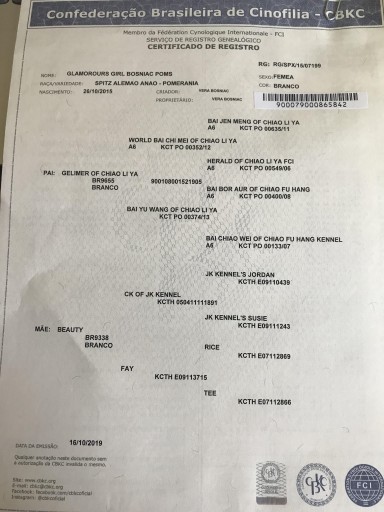 Confederação Brasileira de Cinofilia - CBKC
Membro da Fédération Cynologique Internationale - FCI
SERVIÇO DE REGISTRO GENEALÓGICO
CERTIFICADO DE REGISTRO
RG: RG/SPX/18/07189
NOME: GLAMOROURS GIRL BOSNIAC POMS
SEXO: FEMEA
RAÇA/VARIEDADE: SPITZ ALEMAO ANAO - POMERANIA
COR: BRANCO
NASCIMENTO: 26/10/2015
CRIADOR: VERA BOSNIAC
PROPRIETÁRIO: VERA BOSNIAC
900079000865842
BAI JEN MENG OF CHIAO LI YA
A6 KCT PO 00635/11
WORLD BAI CHI MEI OF CHIAO LI YA
A6 KCT PO 00352/12
HERALD OF CHIAO LI YA FCI
A6 KCT PO 00549/06
PAI: GELIMER OF CHIAO LI YA
BR9655 900108001521905
BRANCO
BAI BOR AUR OF CHIAO FU HANG
A6 KCT PO 00400/08
BAI YU WANG OF CHIAO LI YA
KCT PO 00374/13
BAI CHIAO WEI OF CHIAO FU HANG KENNEL
A6 KCT PO 00133/07
JK KENNEL'S JORDAN
KCTH E09110439
CK OF JK KENNEL
KCTH 050411111891
JK KENNEL'S SUSIE
KCTH E09111243
MÃE: BEAUTY
BR9338
BRANCO
RICE
KCTH E07112869
FAY
KCTH E09113715
TEE
KCTH E07112866
DATA DA EMISSÃO: 16/10/2019
Qualquer anotação neste documento sem
a autorização da CBKC invalida o mesmo.
Site: www.cbkc.org
E-mail: cbkc@cbkc.org
Facebook: facebook.com/cbkcoficial
Instagram: @cbkcoficial
FCI